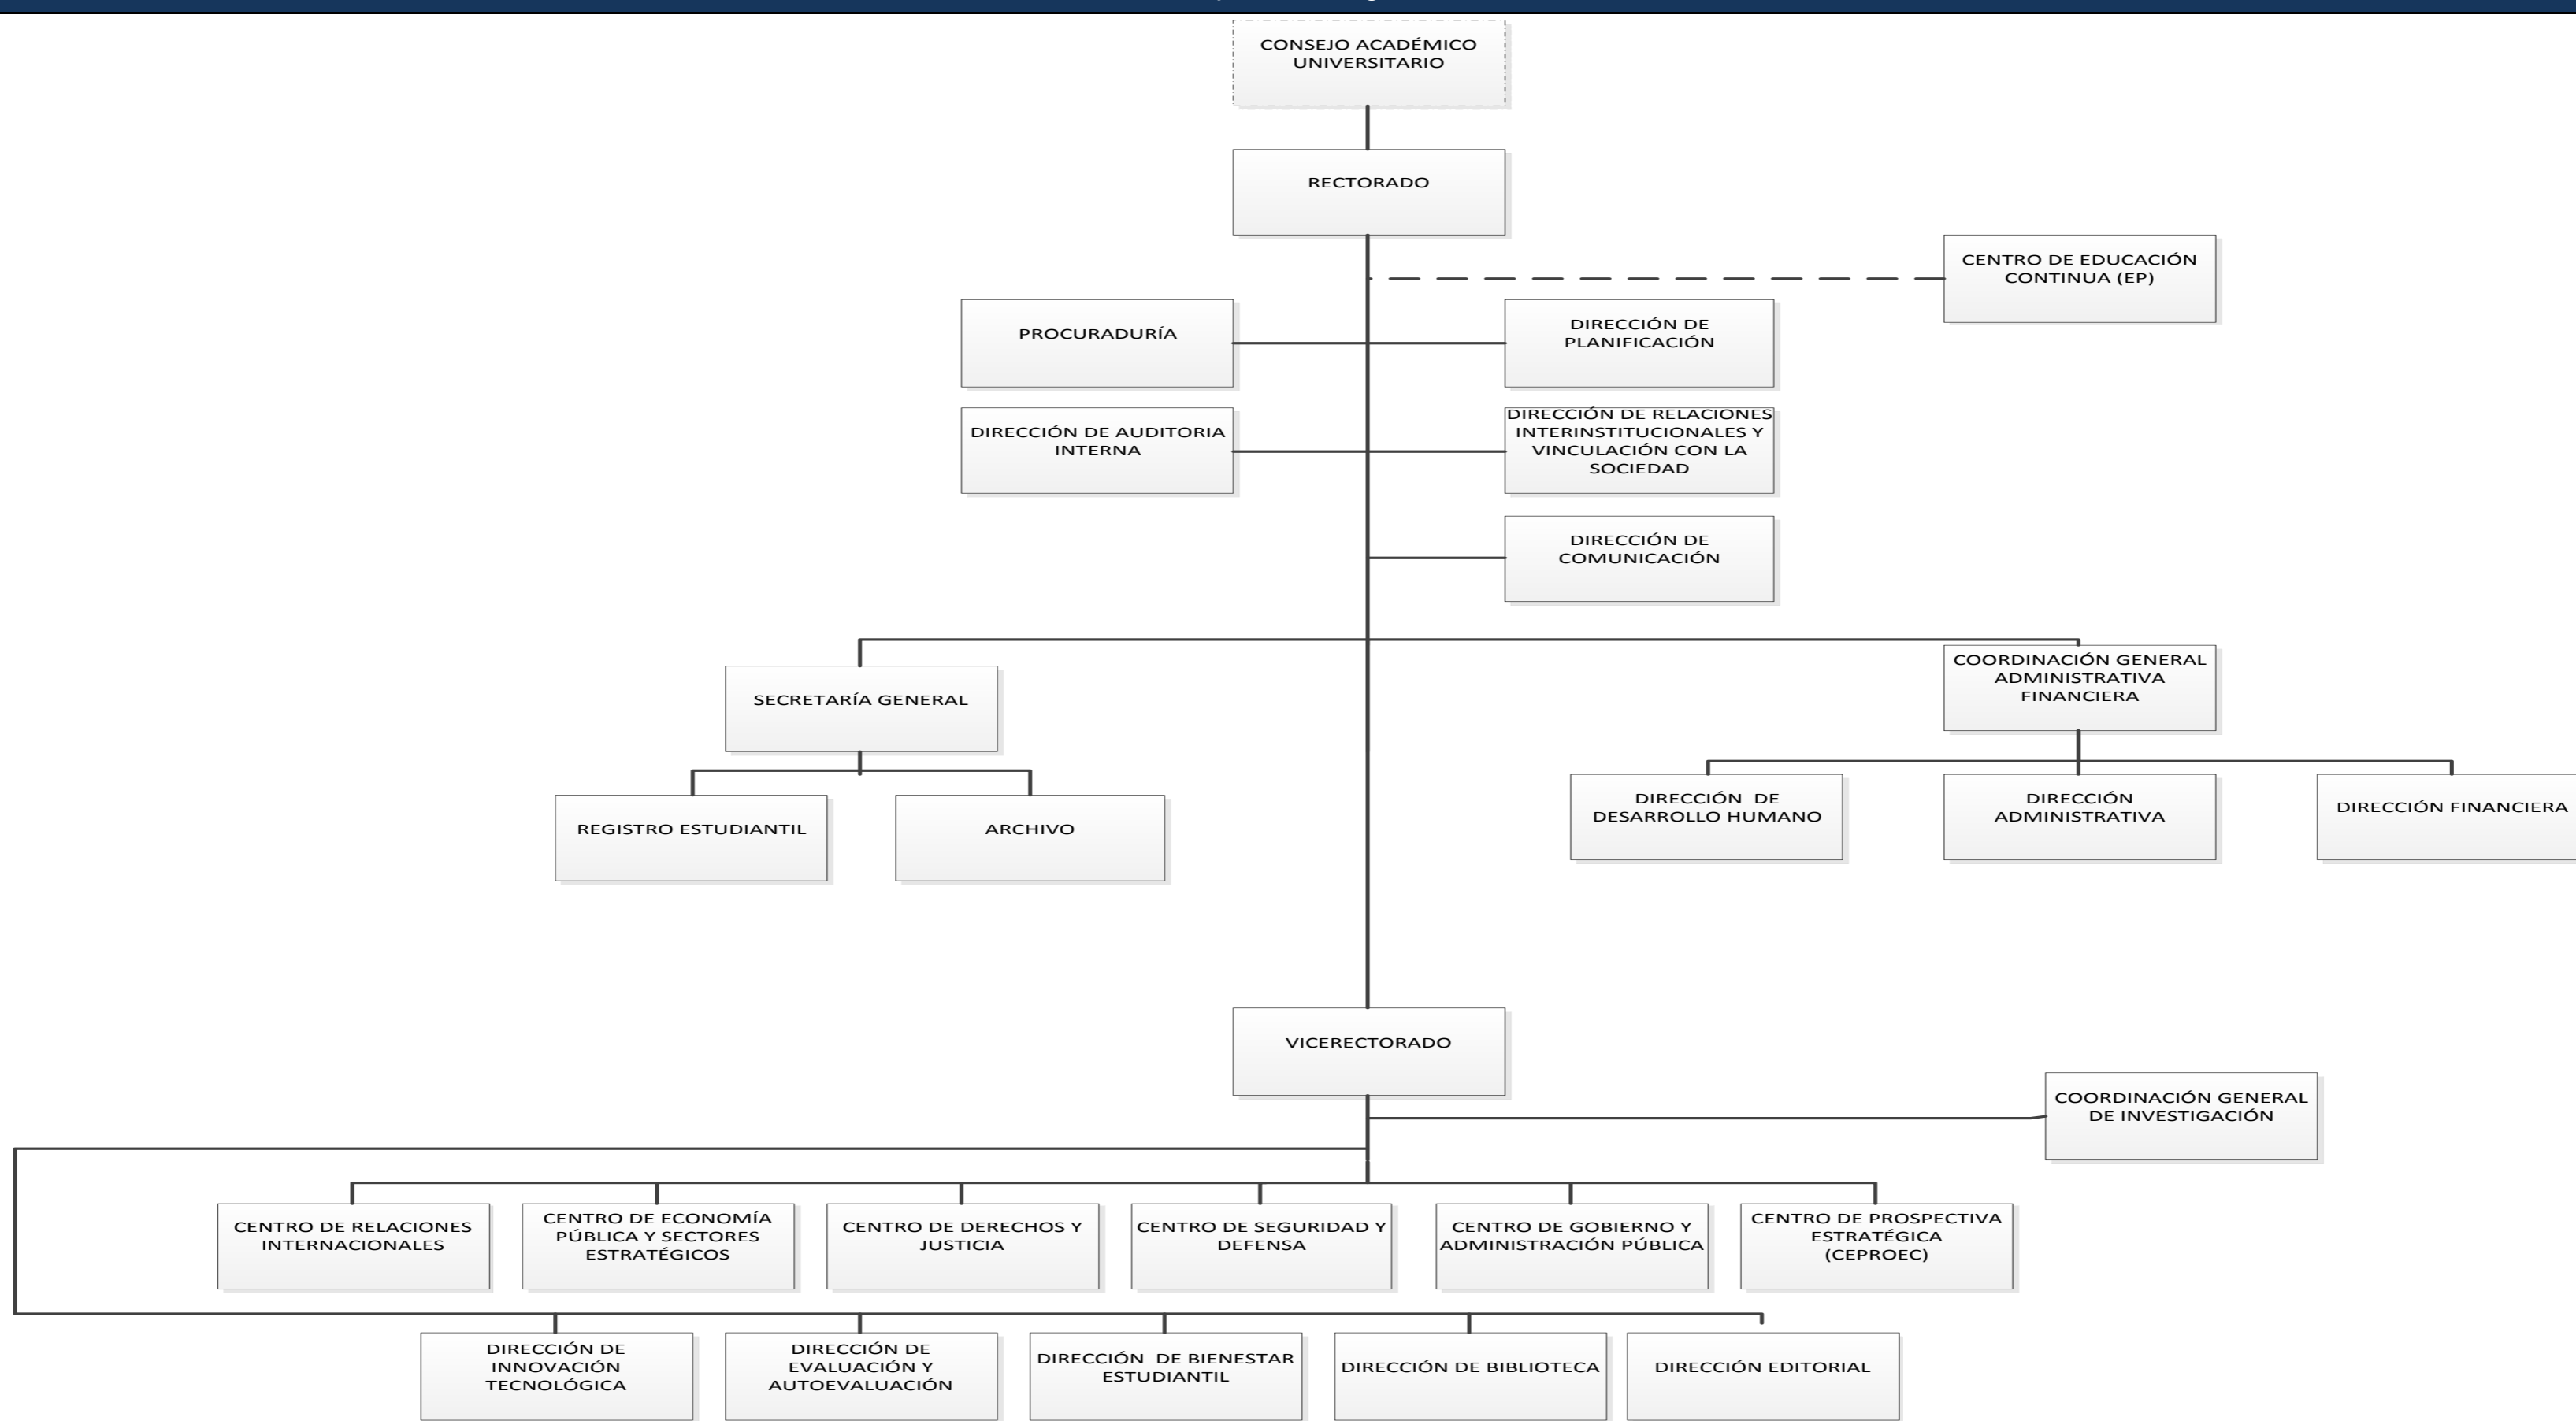 CONSEJO ACADÉMICO
UNIVERSITARIO
RECTORADO
CENTRO DE EDUCACIÓN
CONTINUA (EP)
PROCURADURÍA
DIRECCIÓN DE
PLANIFICACIÓN
DIRECCIÓN DE AUDITORIA
INTERNA
DIRECCIÓN DE RELACIONES
INTERINSTITUCIONALES Y
VINCULACIÓN CON LA
SOCIEDAD
DIRECCIÓN DE
COMUNICACIÓN
SECRETARÍA GENERAL
COORDINACIÓN GENERAL
ADMINISTRATIVA
FINANCIERA
REGISTRO ESTUDIANTIL
ARCHIVO
DIRECCIÓN  DE
DESARROLLO HUMANO
DIRECCIÓN
ADMINISTRATIVA
DIRECCIÓN FINANCIERA
VICERECTORADO
COORDINACIÓN GENERAL
DE INVESTIGACIÓN
CENTRO DE RELACIONES
INTERNACIONALES
CENTRO DE ECONOMÍA
PÚBLICA Y SECTORES
ESTRATÉGICOS
CENTRO DE DERECHOS Y
JUSTICIA
CENTRO DE SEGURIDAD Y
DEFENSA
CENTRO DE GOBIERNO Y
ADMINISTRACIÓN PÚBLICA
CENTRO DE PROSPECTIVA
ESTRATÉGICA
(CEPROEC)
DIRECCIÓN DE
INNOVACIÓN
TECNOLÓGICA
DIRECCIÓN DE
EVALUACIÓN Y
AUTOEVALUACIÓN
DIRECCIÓN  DE BIENESTAR
ESTUDIANTIL
DIRECCIÓN DE BIBLIOTECA
DIRECCIÓN EDITORIAL